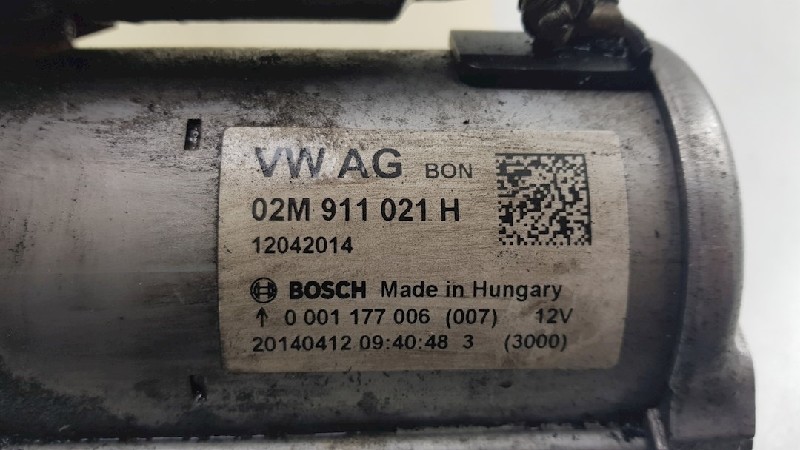 VW AG BON
02M 911 021 H
12042014
BOSCH Made in Hungary
↑ 0 001 177 006 (007) 12V
20140412 09:40:48 3 (3000)